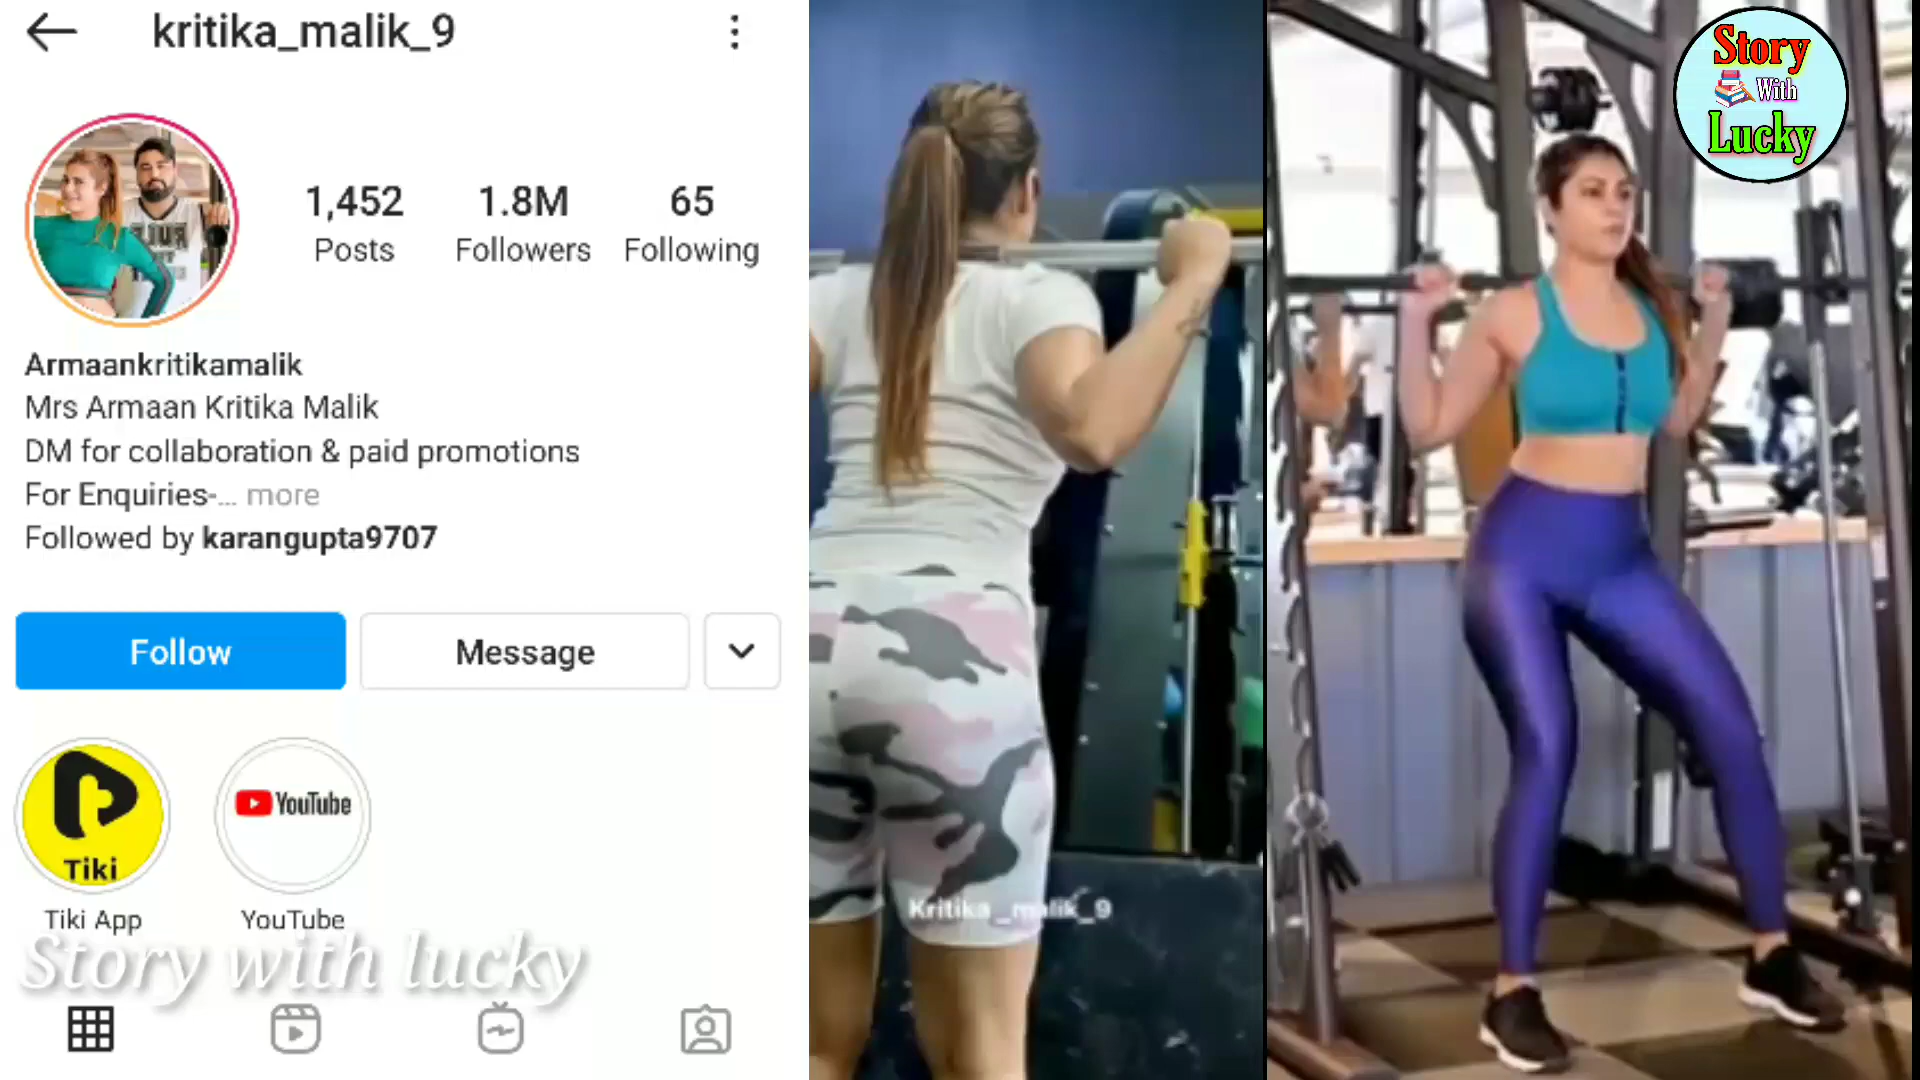 kritika_malik_9
1,452 1.8M 65
Posts Followers Following
Armaankritikamalik
Mrs Armaan Kritika Malik
DM for collaboration & paid promotions
For Enquiries-... more
Followed by karangupta9707
Follow Message
Tiki
YouTube
Tiki App YouTube
Story with lucky
Kritika _malik_9
Story
With
Lucky